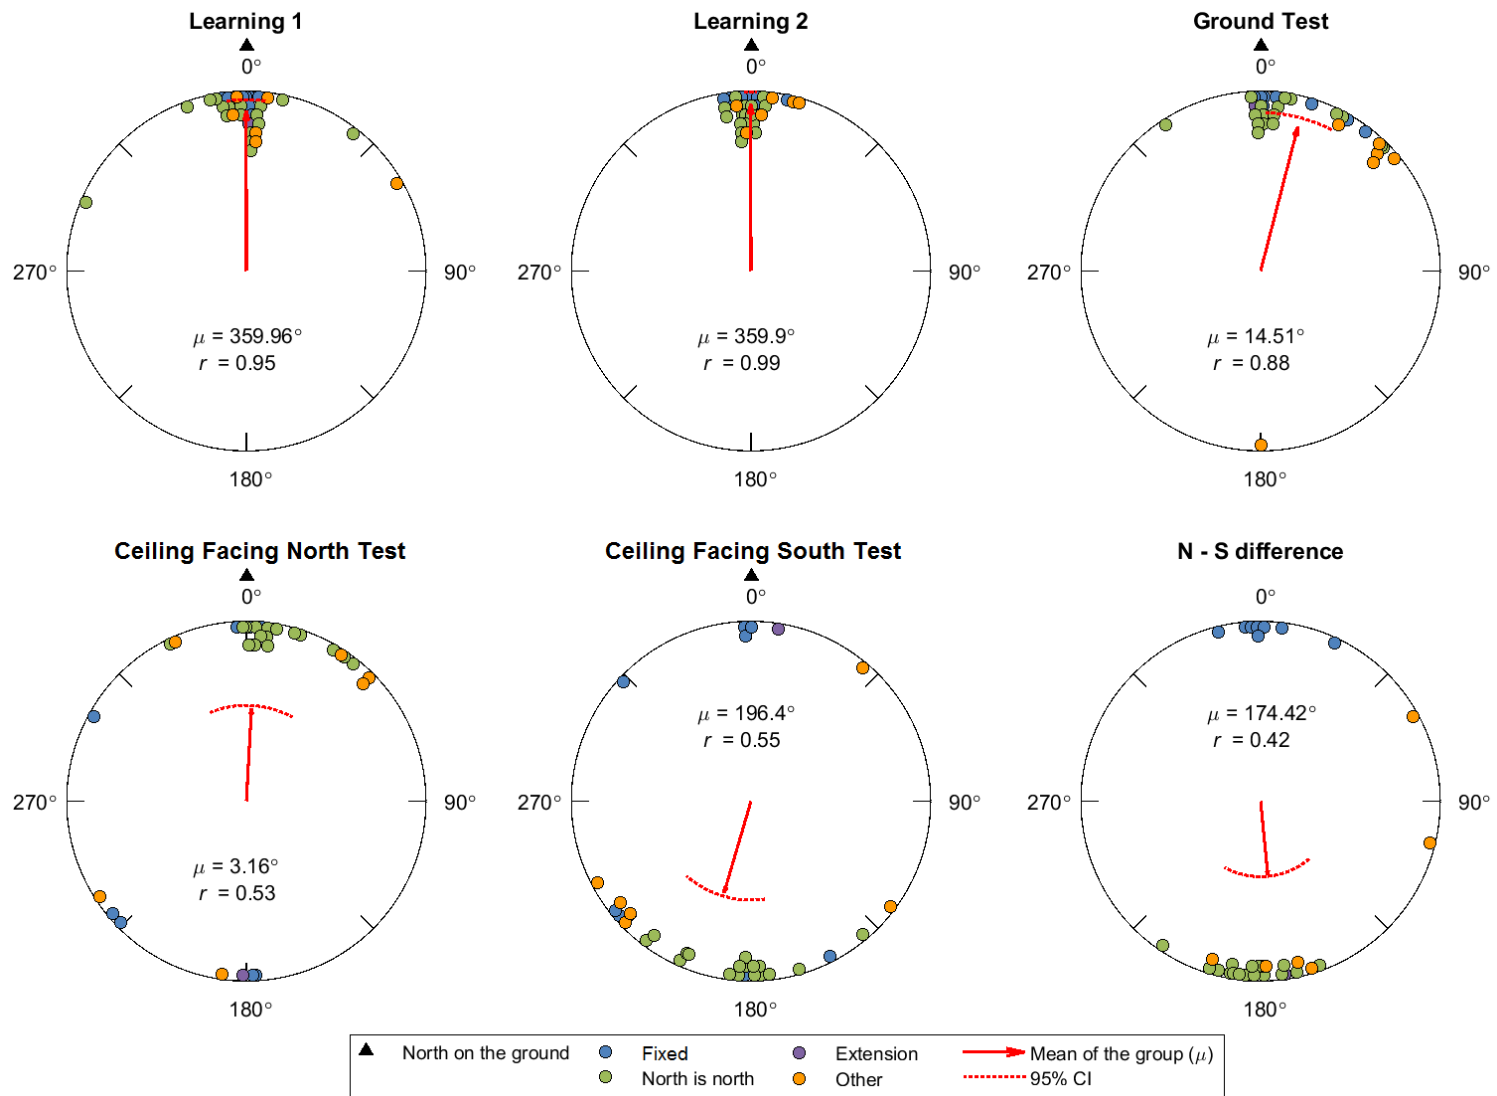 Learning 1
Learning 2
Ground Test
0°
0°
0°
270°
90°
270°
90°
270°
90°
μ = 359.96°
r = 0.95
μ = 359.9°
r = 0.99
μ = 14.51°
r = 0.88
180°
180°
180°
Ceiling Facing North Test
Ceiling Facing South Test
N - S difference
0°
0°
0°
μ = 196.4°
r = 0.55
μ = 174.42°
r = 0.42
270°
90°
270°
90°
270°
90°
μ = 3.16°
r = 0.53
180°
180°
180°
North on the ground
Fixed
Extension
Mean of the group (μ)
North is north
Other
95% CI